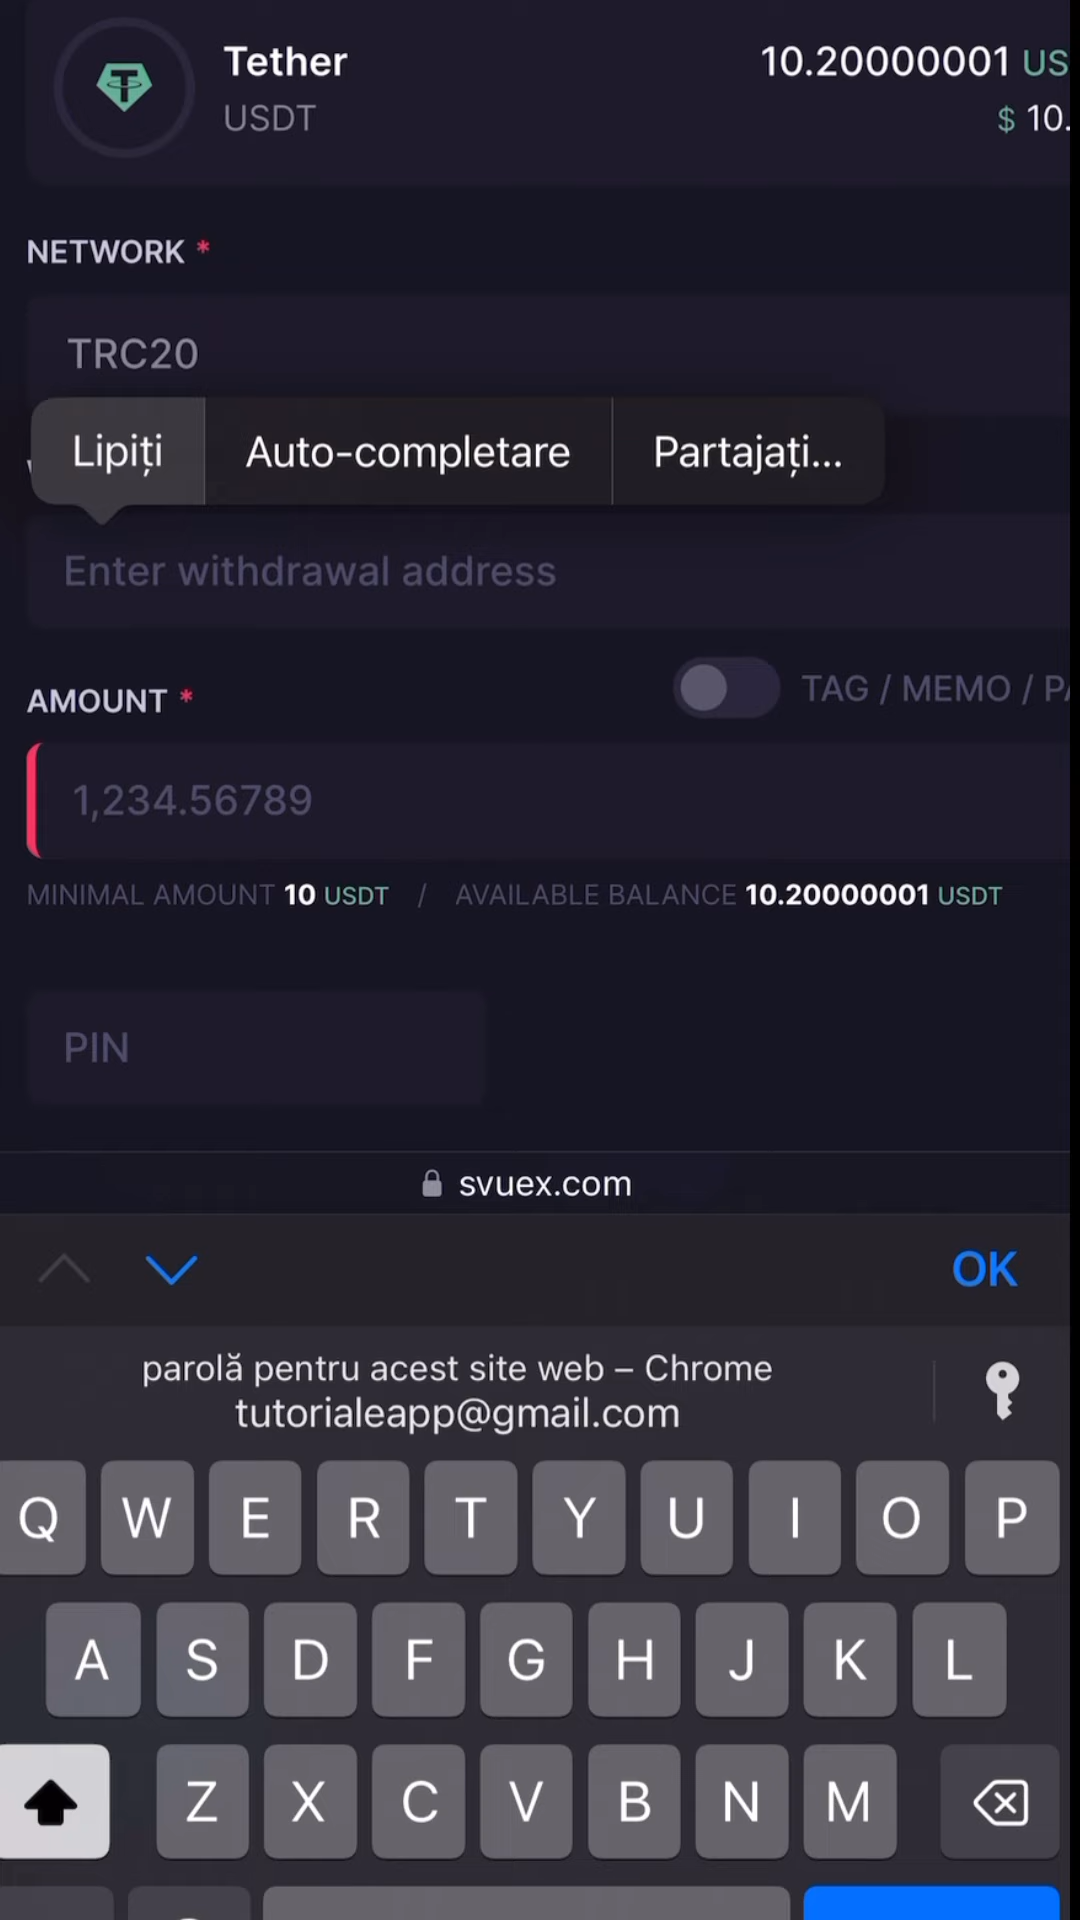 Tether
10.20000001 US
USDT
$ 10.
NETWORK *
TRC20
Lipiți
Auto-completare
Partajați...
Enter withdrawal address
AMOUNT *
TAG / MEMO / PA
1,234.56789
MINIMAL AMOUNT 10 USDT / AVAILABLE BALANCE 10.20000001 USDT
PIN
svuex.com
OK
parolă pentru acest site web – Chrome
tutorialeapp@gmail.com
Q W E R T Y U I O P
A S D F G H J K L
Z X C V B N M